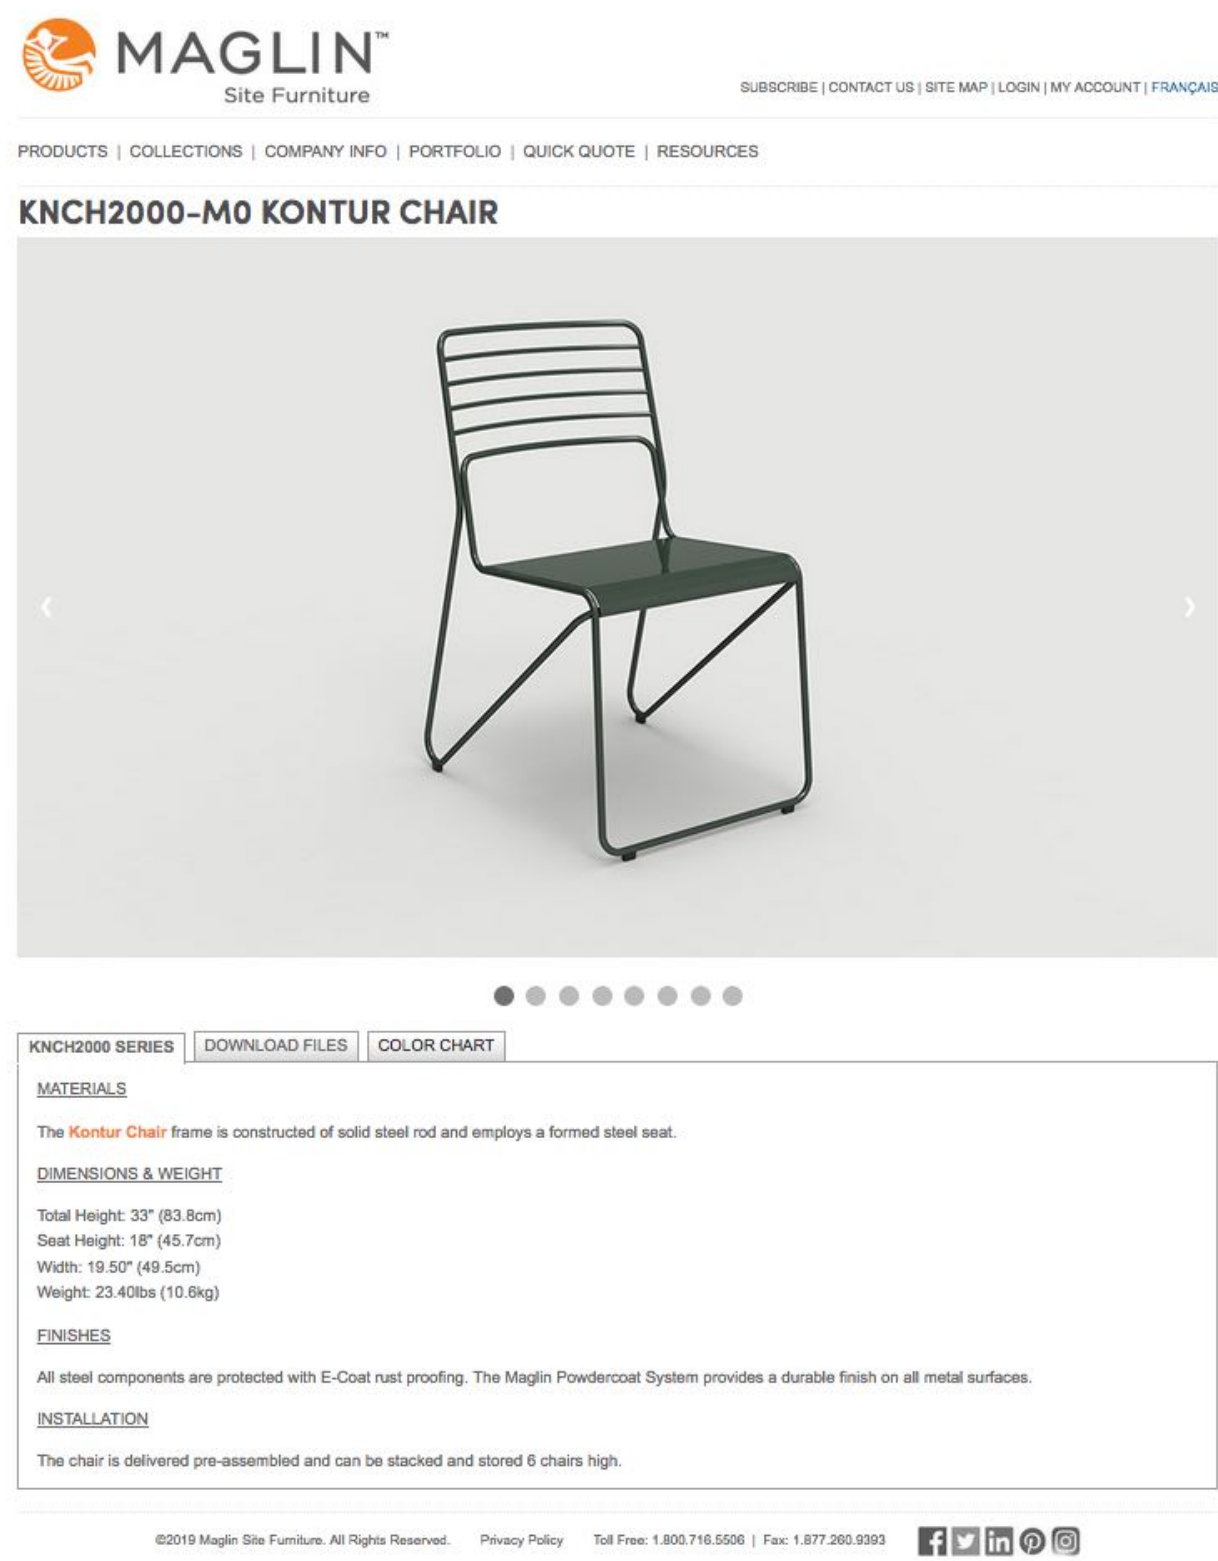 MAGLIN™
Site Furniture
SUBSCRIBE | CONTACT US | SITE MAP | LOGIN | MY ACCOUNT | FRANÇAIS
PRODUCTS | COLLECTIONS | COMPANY INFO | PORTFOLIO | QUICK QUOTE | RESOURCES
KNCH2000-M0 KONTUR CHAIR
KNCH2000 SERIES DOWNLOAD FILES COLOR CHART
MATERIALS
The Kontur Chair frame is constructed of solid steel rod and employs a formed steel seat.
DIMENSIONS & WEIGHT
Total Height: 33" (83.8cm)
Seat Height: 18" (45.7cm)
Width: 19.50" (49.5cm)
Weight: 23.40lbs (10.6kg)
FINISHES
All steel components are protected with E-Coat rust proofing. The Maglin Powdercoat System provides a durable finish on all metal surfaces.
INSTALLATION
The chair is delivered pre-assembled and can be stacked and stored 6 chairs high.
©2019 Maglin Site Furniture. All Rights Reserved. Privacy Policy Toll Free: 1.800.716.5506 | Fax: 1.877.260.9393